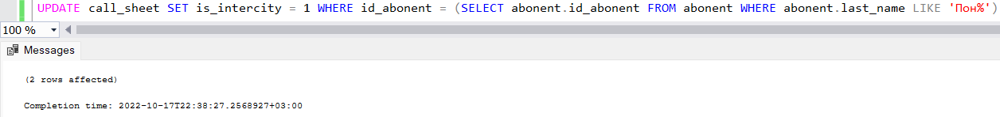 UPDATE call_sheet SET is_intercity = 1 WHERE id_abonent = (SELECT abonent.id_abonent FROM abonent WHERE abonent.last_name LIKE 'Пон%')
100 %
Messages
(2 rows affected)
Completion time: 2022-10-17T22:38:27.2568927+03:00